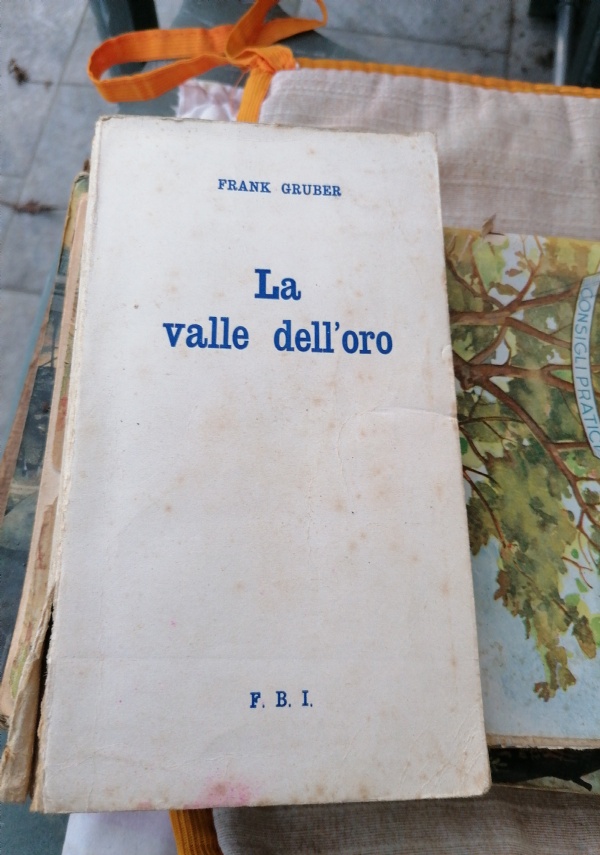 FRANK GRUBER
La
valle dell'oro
F. B. I.
CONSIGLI PRATICI